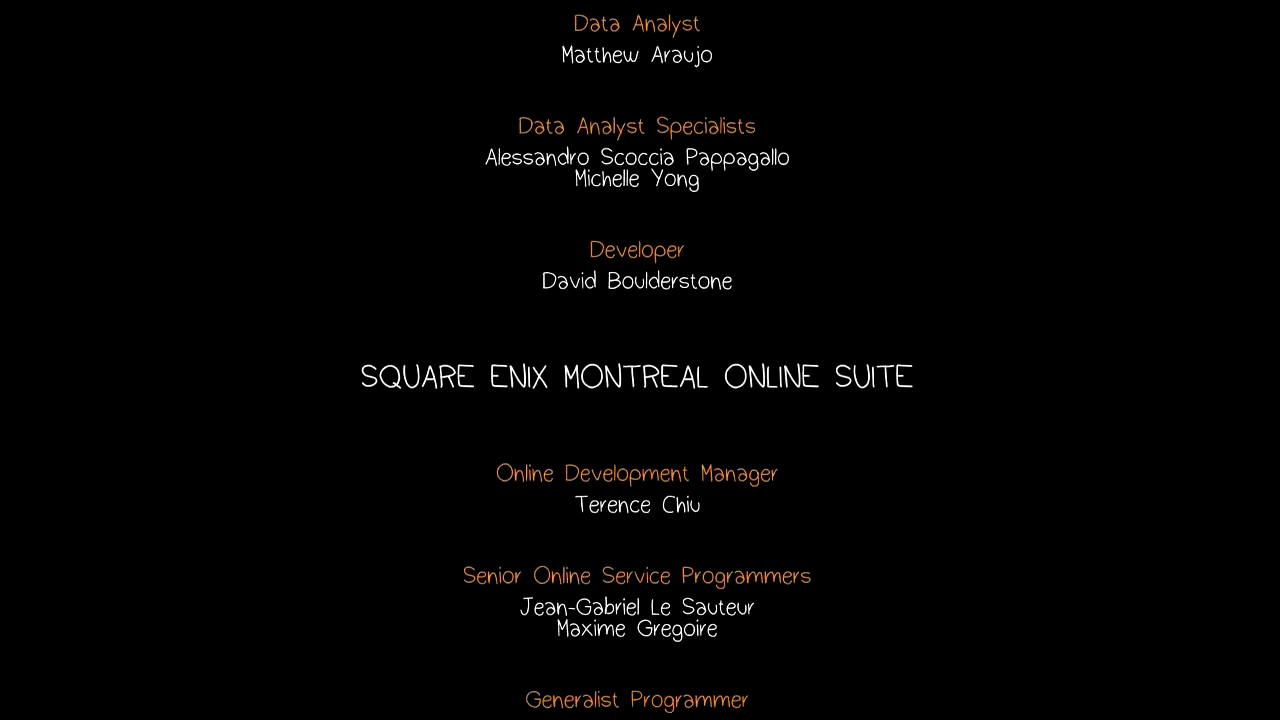 Data Analyst
Matthew Araujo
Data Analyst Specialists
Alessandro Scoccia Pappagallo
Michelle Yong
Developer
David Boulderstone
SQUARE ENIX MONTREAL ONLINE SUITE
Online Development Manager
Terence Chiu
Senior Online Service Programmers
Jean-Gabriel Le Sauteur
Maxime Gregoire
Generalist Programmer